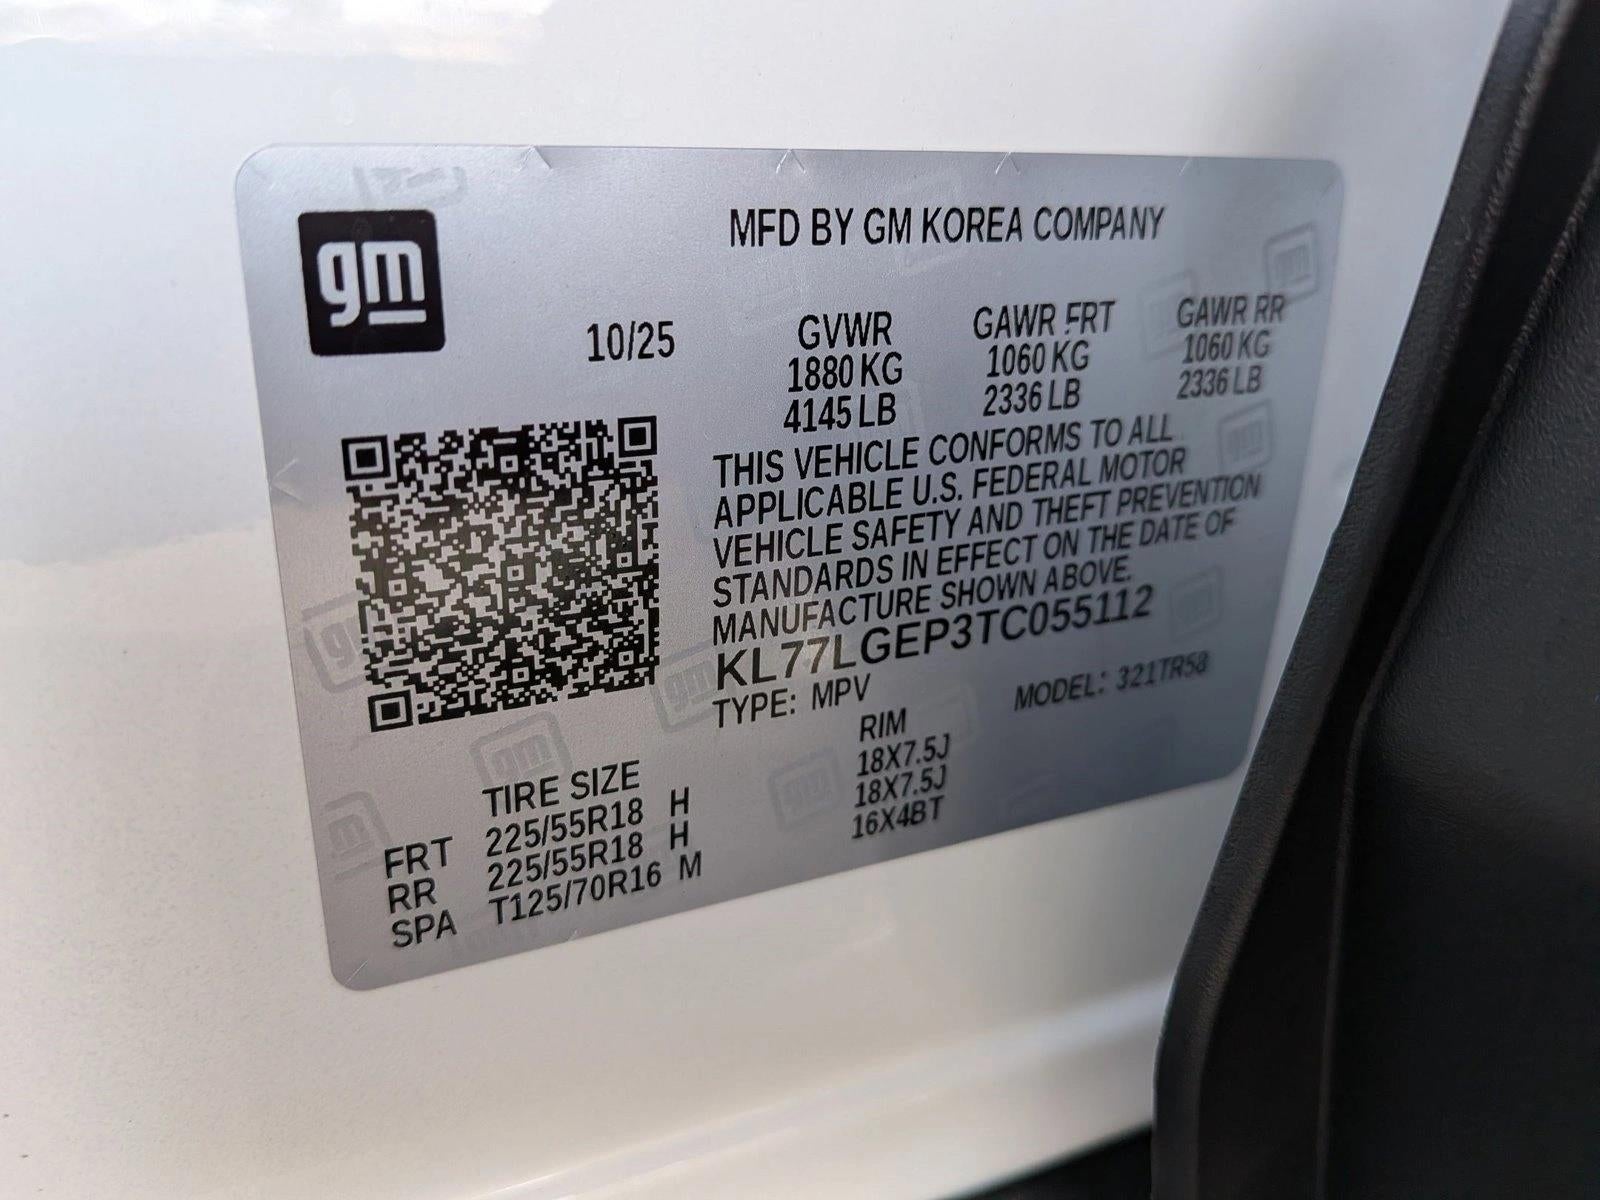 gm
MFD BY GM KOREA COMPANY
10/25
GVWR GAWR FRT GAWR RR
1880 KG 1060 KG 1060 KG
4145 LB 2336 LB 2336 LB
THIS VEHICLE CONFORMS TO ALL
APPLICABLE U.S. FEDERAL MOTOR
VEHICLE SAFETY AND THEFT PREVENTION
STANDARDS IN EFFECT ON THE DATE OF
MANUFACTURE SHOWN ABOVE.
KL77LGEP3TC055112
TYPE: MPV MODEL: 321TR58
TIRE SIZE RIM
FRT 225/55R18 H 18X7.5J
RR 225/55R18 H 18X7.5J
SPA T125/70R16 M 16X4BT